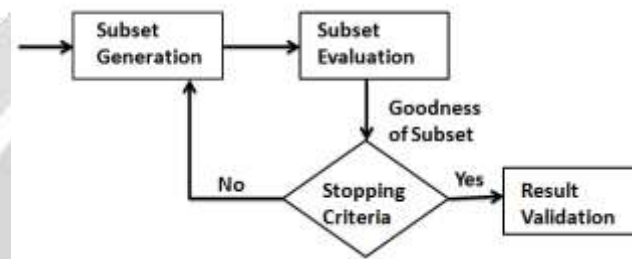 Subset
Generation
Subset
Evaluation
Goodness
of Subset
No
Stopping
Criteria
Yes
Result
Validation